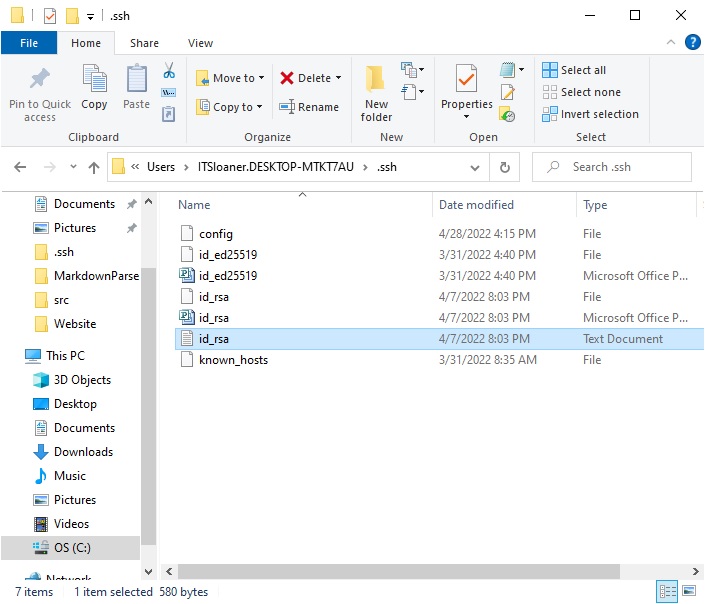 .ssh
File Home Share View
Pin to Quick access
Copy
Paste
Move to
Copy to
Delete
Rename
New folder
Properties
Select all
Select none
Invert selection
Clipboard Organize New Open Select
« Users › ITSloaner.DESKTOP-MTKT7AU › .ssh
Search .ssh
Documents
Pictures
.ssh
MarkdownParse
src
Website
This PC
3D Objects
Desktop
Documents
Downloads
Music
Pictures
Videos
OS (C:)
Network
Name Date modified Type
config 4/28/2022 4:15 PM File
id_ed25519 3/31/2022 4:40 PM File
id_ed25519 3/31/2022 4:40 PM Microsoft Office P...
id_rsa 4/7/2022 8:03 PM File
id_rsa 4/7/2022 8:03 PM Microsoft Office P...
id_rsa 4/7/2022 8:03 PM Text Document
known_hosts 3/31/2022 8:35 AM File
7 items 1 item selected 580 bytes